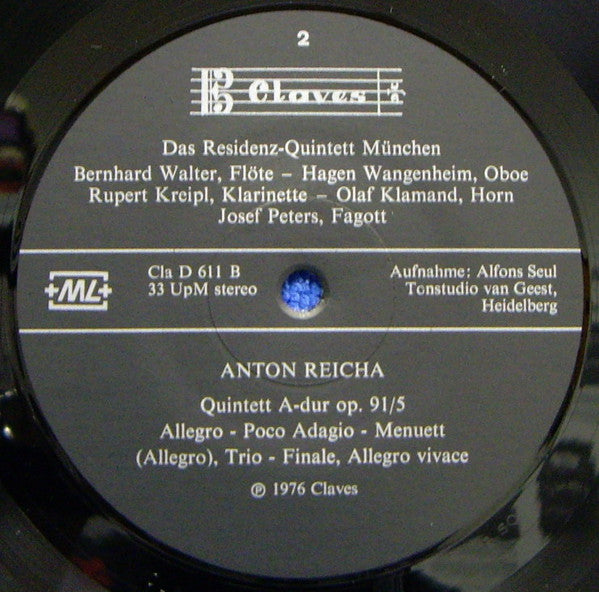 2
Claves
Das Residenz-Quintett München
Bernhard Walter, Flöte – Hagen Wangenheim, Oboe
Rupert Kreipl, Klarinette – Olaf Klamand, Horn
Josef Peters, Fagott
+ML+
Cla D 611 B
33 UpM stereo
Aufnahme: Alfons Seul
Tonstudio van Geest,
Heidelberg
ANTON REICHA
Quintett A-dur op. 91/5
Allegro - Poco Adagio - Menuett
(Allegro), Trio - Finale, Allegro vivace
℗ 1976 Claves